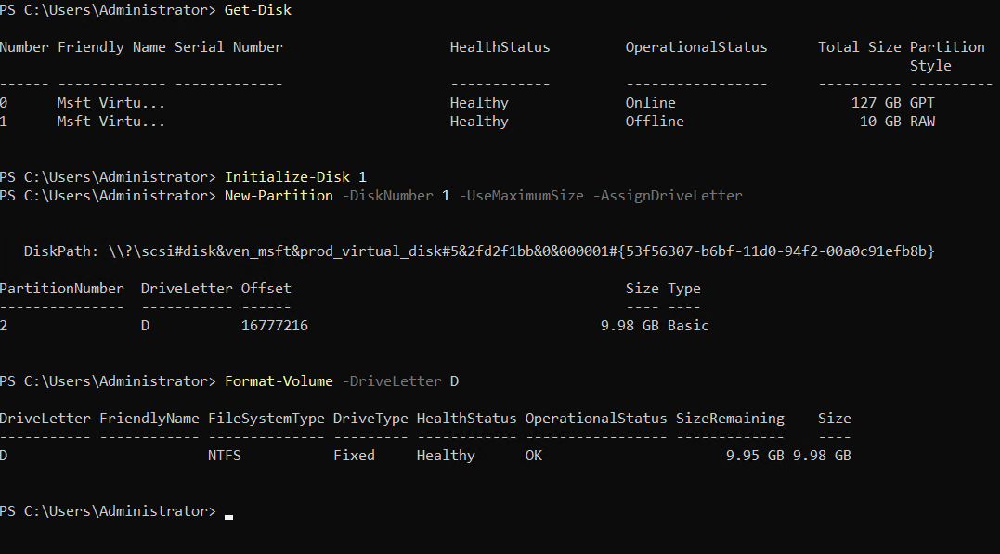 PS C:\Users\Administrator> Get-Disk
Number Friendly Name Serial Number                    HealthStatus         OperationalStatus      Total Size Partition
                                                                                                             Style
------ ------------- -------------                    ------------         -----------------      ---------- ----------
0      Msft Virtu...                                  Healthy              Online                     127 GB GPT
1      Msft Virtu...                                  Healthy              Offline                     10 GB RAW
PS C:\Users\Administrator> Initialize-Disk 1
PS C:\Users\Administrator> New-Partition -DiskNumber 1 -UseMaximumSize -AssignDriveLetter
   DiskPath: \\?\scsi#disk&ven_msft&prod_virtual_disk#5&2fd2f1bb&0&000001#{53f56307-b6bf-11d0-94f2-00a0c91efb8b}
PartitionNumber  DriveLetter Offset                                        Size Type
---------------  ----------- ------                                        ---- ----
2                D           16777216                                   9.98 GB Basic
PS C:\Users\Administrator> Format-Volume -DriveLetter D
DriveLetter FriendlyName FileSystemType DriveType HealthStatus OperationalStatus SizeRemaining    Size
----------- ------------ -------------- --------- ------------ ----------------- -------------    ----
D                        NTFS           Fixed     Healthy      OK                      9.95 GB 9.98 GB
PS C:\Users\Administrator>